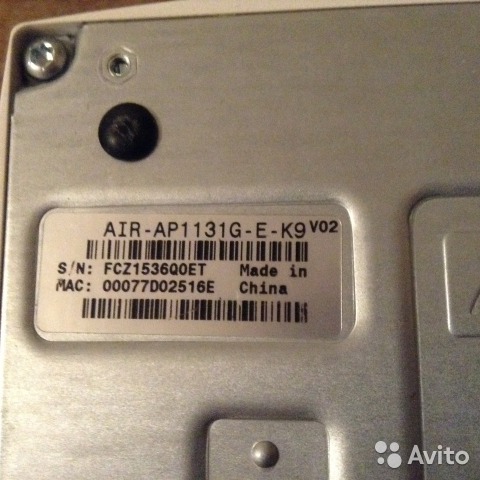 AIR-AP1131G-E-K9 V02
S/N: FCZ1536Q0ET Made in
MAC: 00077D02516E China
Avito